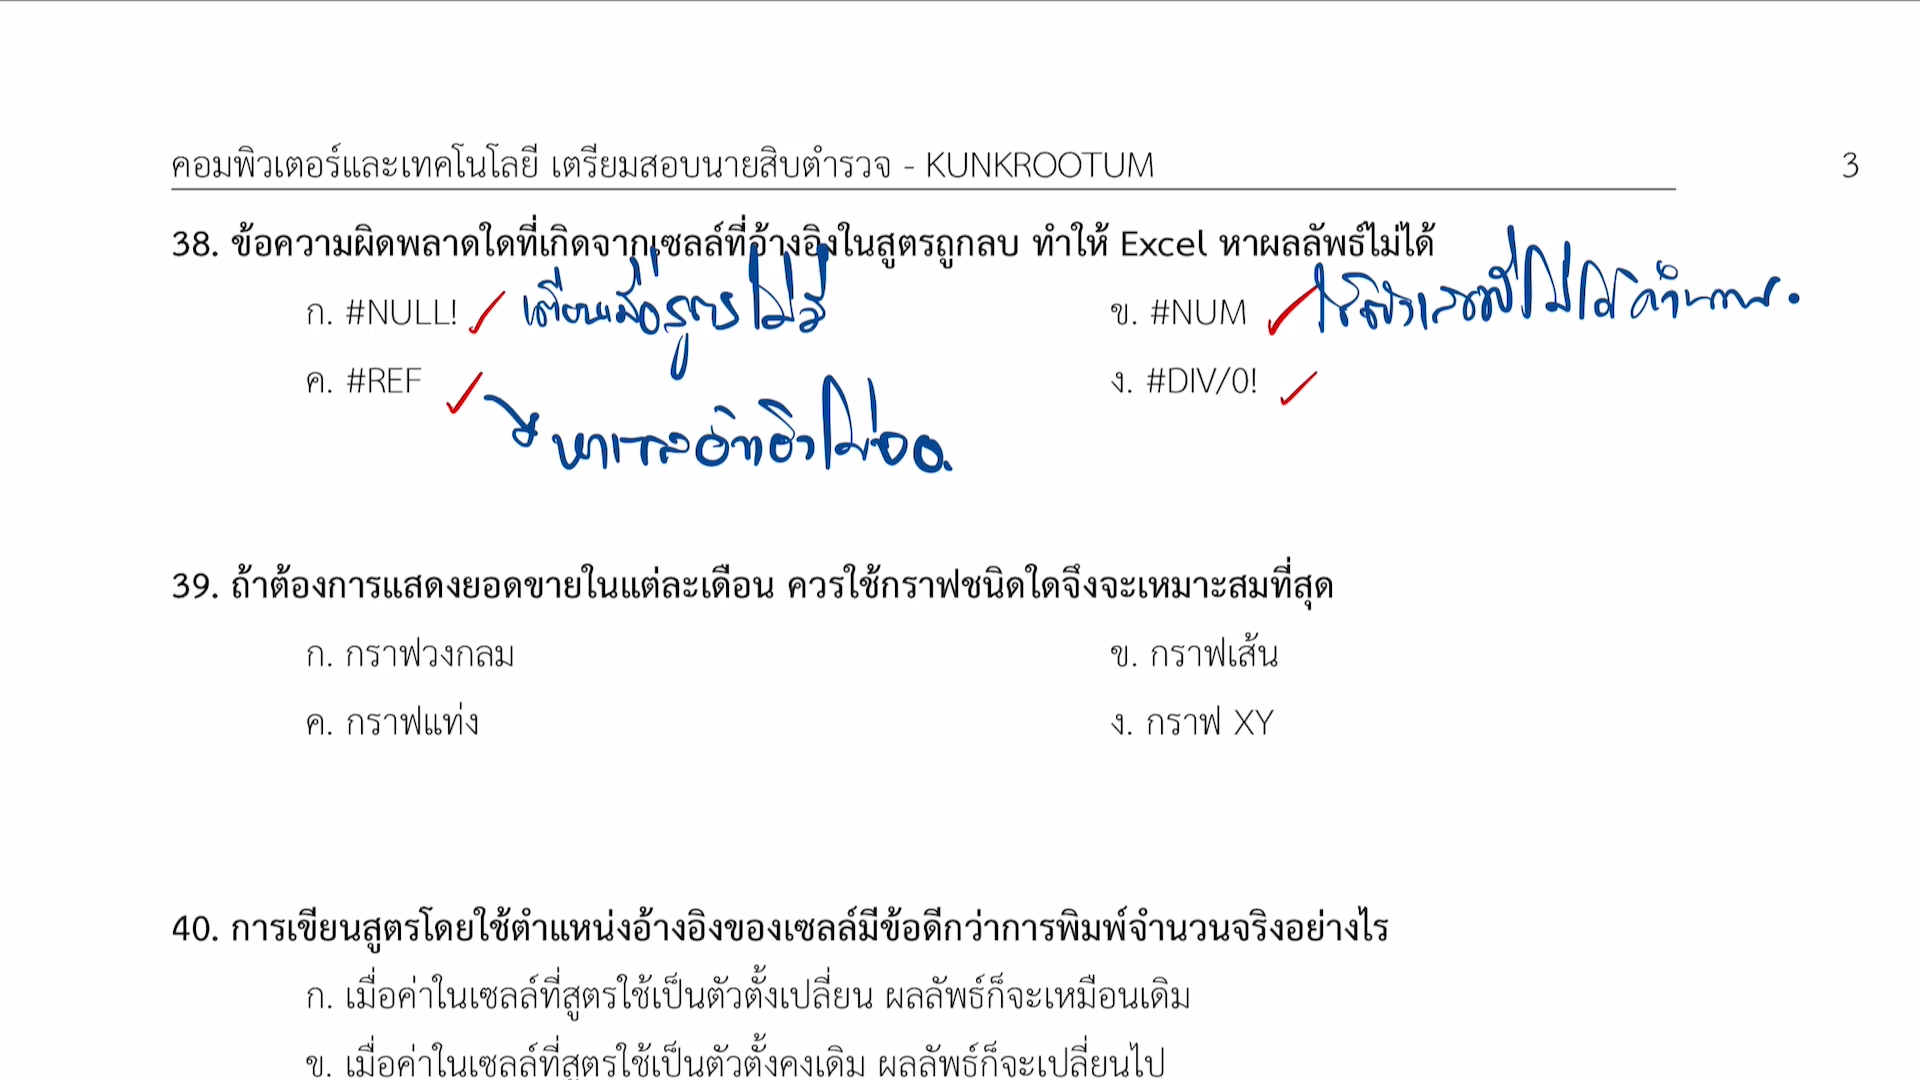 คอมพิวเตอร์และเทคโนโลยี เตรียมสอบนายสิบตำรวจ - KUNKROOTUM 3
38. ข้อความผิดพลาดใดที่เกิดจากเซลล์ที่อ้างอิงในสูตรถูกลบ ทำให้ Excel หาผลลัพธ์ไม่ได้
ก. #NULL! เตือนเมื่อสูตรไม่มี ข. #NUM
ค. #REF ง. #DIV/0!
39. ถ้าต้องการแสดงยอดขายในแต่ละเดือน ควรใช้กราฟชนิดใดจึงจะเหมาะสมที่สุด
ก. กราฟวงกลม ข. กราฟเส้น
ค. กราฟแท่ง ง. กราฟ XY
40. การเขียนสูตรโดยใช้ตำแหน่งอ้างอิงของเซลล์มีข้อดีกว่าการพิมพ์จำนวนจริงอย่างไร
ก. เมื่อค่าในเซลล์ที่สูตรใช้เป็นตัวตั้งเปลี่ยน ผลลัพธ์ก็จะเหมือนเดิม
ข. เมื่อค่าในเซลล์ที่สูตรใช้เป็นตัวตั้งคงเดิม ผลลัพธ์ก็จะเปลี่ยนไป